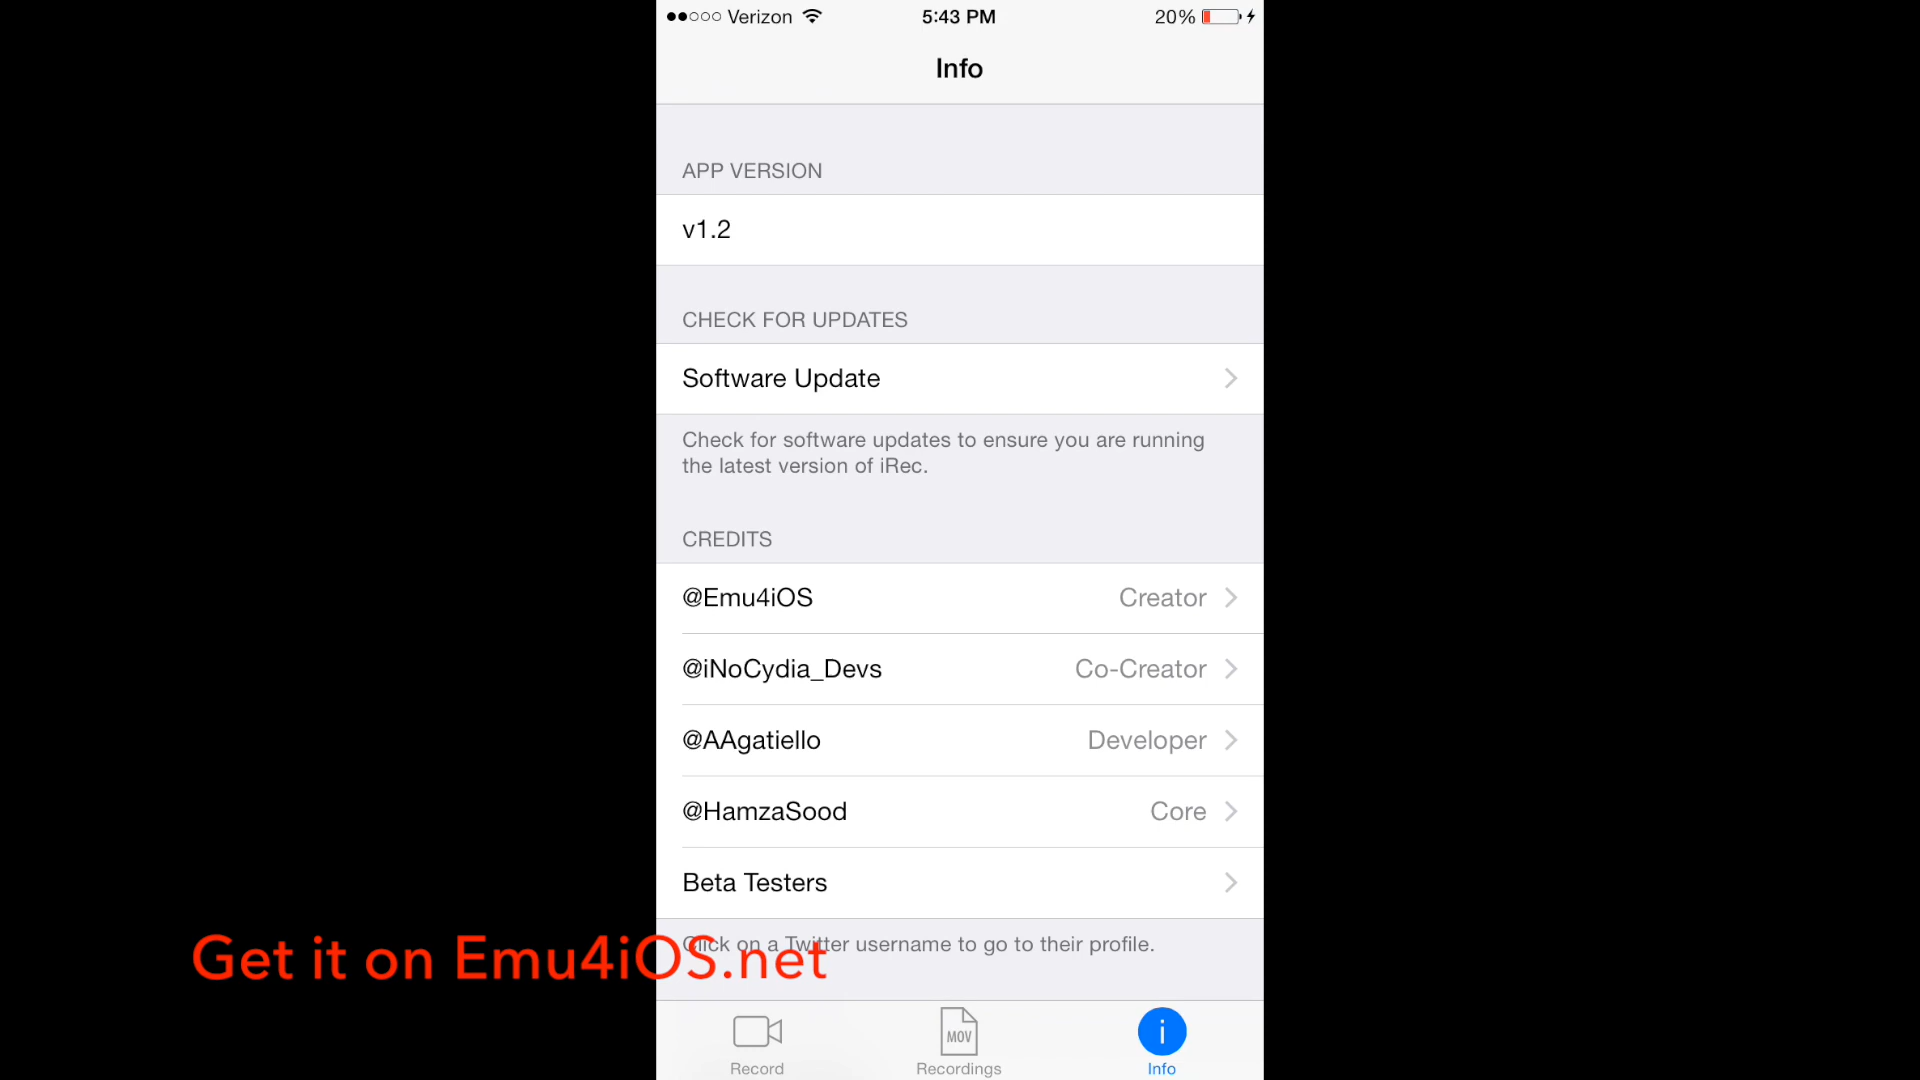 Verizon 5:43 PM 20%
Info
APP VERSION
v1.2
CHECK FOR UPDATES
Software Update
Check for software updates to ensure you are running
the latest version of iRec.
CREDITS
@Emu4iOS Creator
@iNoCydia_Devs Co-Creator
@AAgatiello Developer
@HamzaSood Core
Beta Testers
Click on a Twitter username to go to their profile.
Get it on Emu4iOS.net
MOV
Record Recordings Info